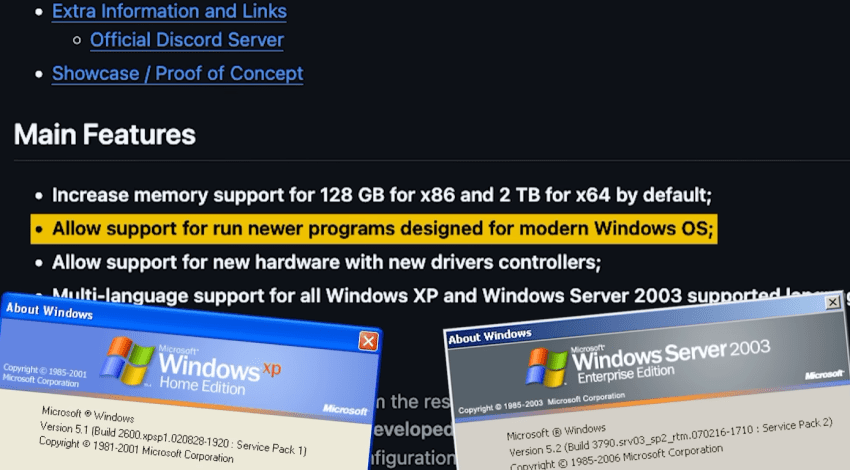 Extra Information and Links
Official Discord Server
Showcase / Proof of Concept
Main Features
Increase memory support for 128 GB for x86 and 2 TB for x64 by default;
Allow support for run newer programs designed for modern Windows OS;
Allow support for new hardware with new drivers controllers;
Multi-language support for all Windows XP and Windows Server 2003 supported
About Windows
Microsoft®
Windows xp
Home Edition
Copyright © 1985-2001
Microsoft Corporation
Microsoft
Microsoft ® Windows
Version 5.1 (Build 2600.xpsp1.020828-1920 : Service Pack 1)
Copyright © 1981-2001 Microsoft Corporation
the res
About Windows
Microsoft®
Windows Server 2003
Enterprise Edition
Copyright © 1985-2003 Microsoft Corporation
Microsoft
Microsoft ® Windows
Version 5.2 (Build 3790.srv03_sp2_rtm.070216-1710 : Service Pack 2)
Copyright © 1985-2006 Microsoft Corporation